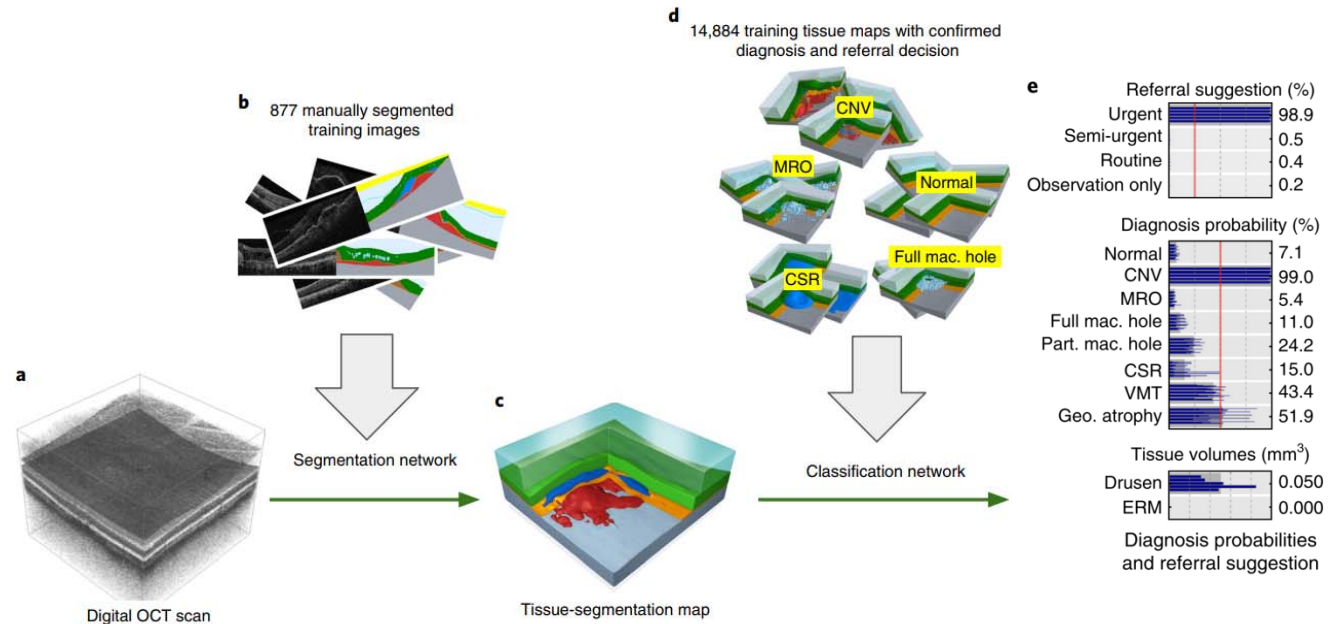 a
Digital OCT scan
b
877 manually segmented
training images
Segmentation network
c
Tissue-segmentation map
d
14,884 training tissue maps with confirmed
diagnosis and referral decision
CNV
MRO
Normal
CSR
Full mac. hole
Classification network
e
Referral suggestion (%)
Urgent 98.9
Semi-urgent 0.5
Routine 0.4
Observation only 0.2
Diagnosis probability (%)
Normal 7.1
CNV 99.0
MRO 5.4
Full mac. hole 11.0
Part. mac. hole 24.2
CSR 15.0
VMT 43.4
Geo. atrophy 51.9
Tissue volumes (mm³)
Drusen 0.050
ERM 0.000
Diagnosis probabilities
and referral suggestion